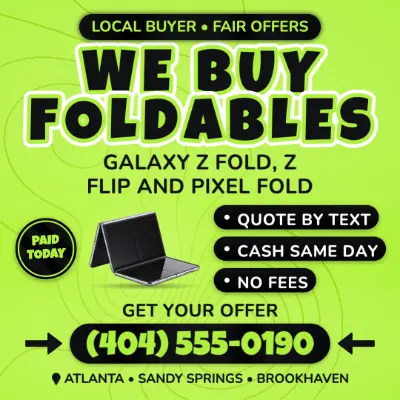 LOCAL BUYER • FAIR OFFERS
WE BUY
FOLDABLES
GALAXY Z FOLD, Z
FLIP AND PIXEL FOLD
PAID
TODAY
• QUOTE BY TEXT
• CASH SAME DAY
• NO FEES
GET YOUR OFFER
(404) 555-0190
ATLANTA • SANDY SPRINGS • BROOKHAVEN